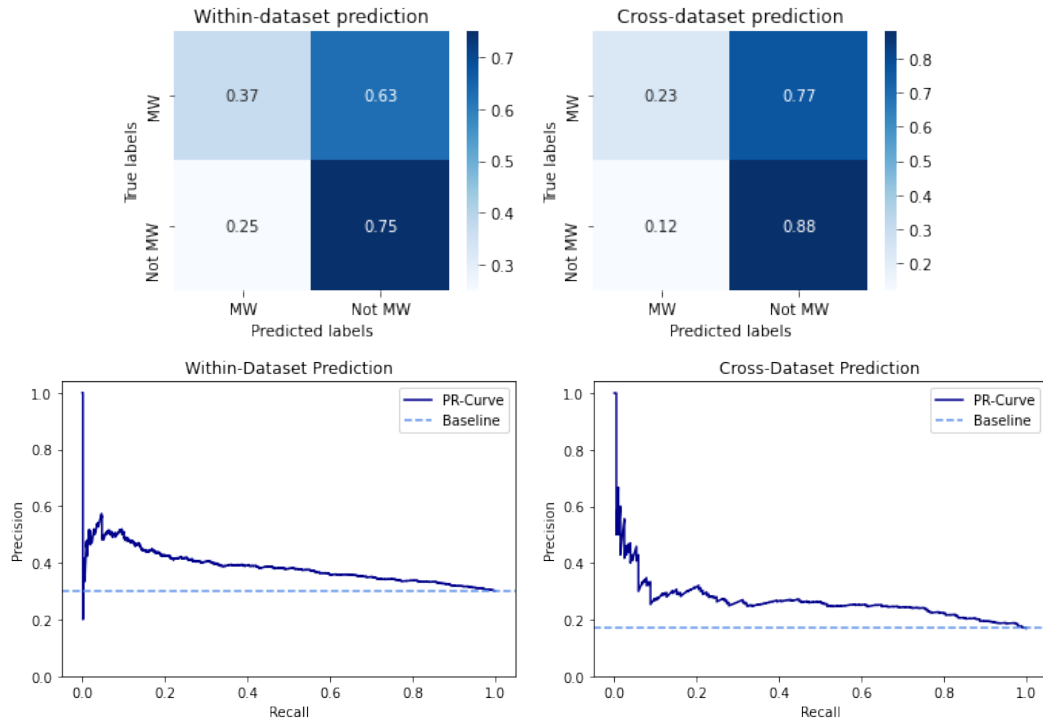 Within-dataset prediction
Cross-dataset prediction
True labels
MW
Not MW
0.37
0.63
0.25
0.75
0.7
0.6
0.5
0.4
0.3
MW
Not MW
Predicted labels
True labels
MW
Not MW
0.23
0.77
0.12
0.88
0.8
0.7
0.6
0.5
0.4
0.3
0.2
MW
Not MW
Predicted labels
Within-Dataset Prediction
PR-Curve
Baseline
Precision
1.0
0.8
0.6
0.4
0.2
0.0
0.0
0.2
0.4
0.6
0.8
1.0
Recall
Cross-Dataset Prediction
PR-Curve
Baseline
Precision
1.0
0.8
0.6
0.4
0.2
0.0
0.0
0.2
0.4
0.6
0.8
1.0
Recall